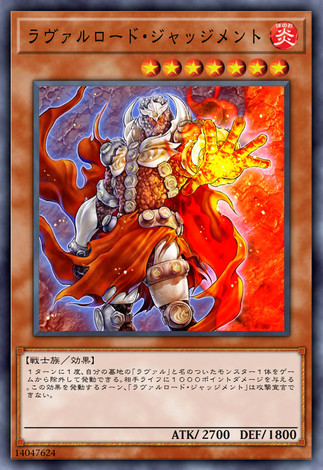 ラヴァルロード・ジャッジメント
ほのお
炎
【戦士族／効果】
１ターンに１度、自分の墓地の「ラヴァル」と名のついたモンスター１体をゲー
ムから除外して発動できる。相手ライフに１０００ポイントダメージを与える。
この効果を発動するターン、「ラヴァルロード・ジャッジメント」は攻撃宣言で
きない。
ATK/ 2700 DEF/1800
14047624